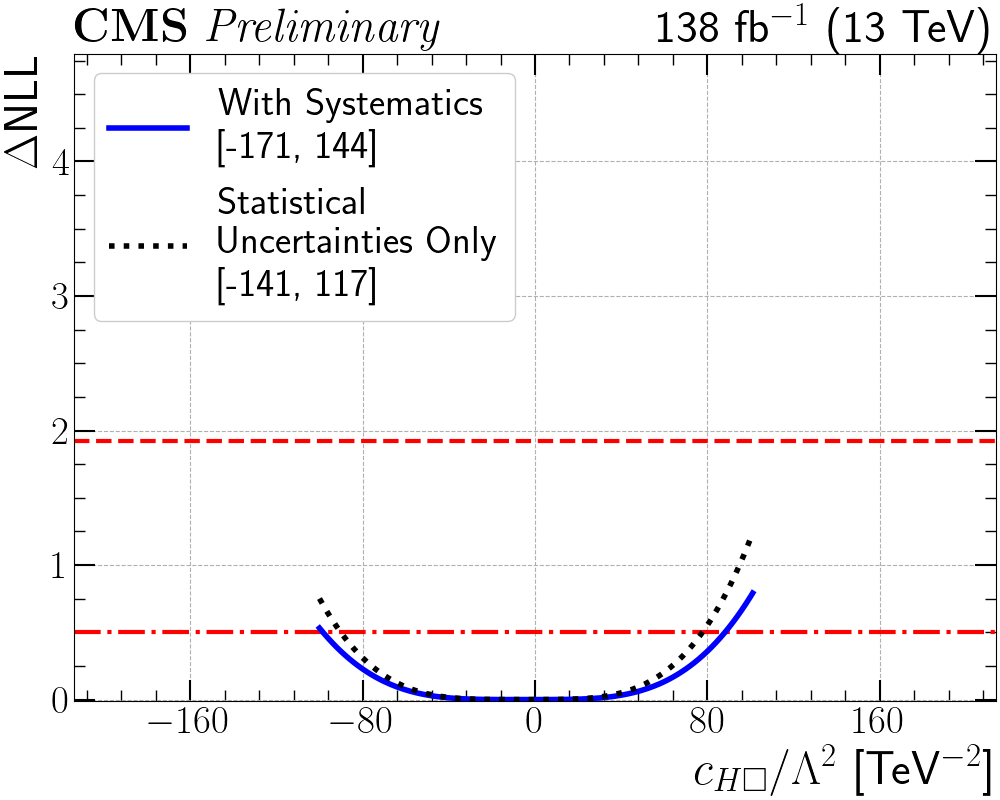 CMS Preliminary
138 fb⁻¹ (13 TeV)
ΔNLL
With Systematics
[-171, 144]
Statistical
Uncertainties Only
[-141, 117]
4
3
2
1
0
−160
−80
0
80
160
c_{H□}/Λ² [TeV⁻²]